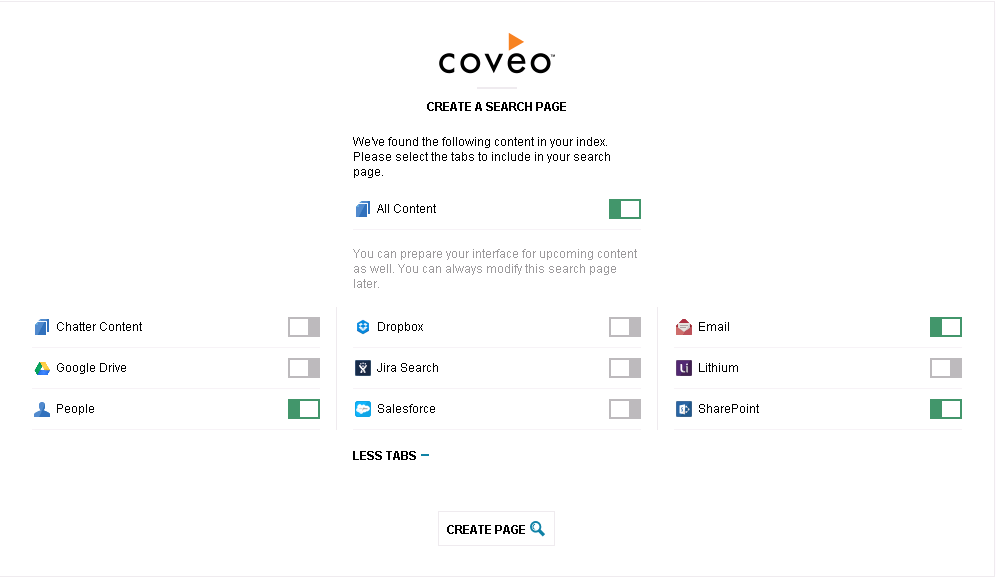 coveo™
CREATE A SEARCH PAGE
We've found the following content in your index.
Please select the tabs to include in your search
page.
All Content
You can prepare your interface for upcoming content
as well. You can always modify this search page
later.
Chatter Content
Dropbox
Email
Google Drive
Jira Search
Lithium
People
Salesforce
SharePoint
LESS TABS −
CREATE PAGE